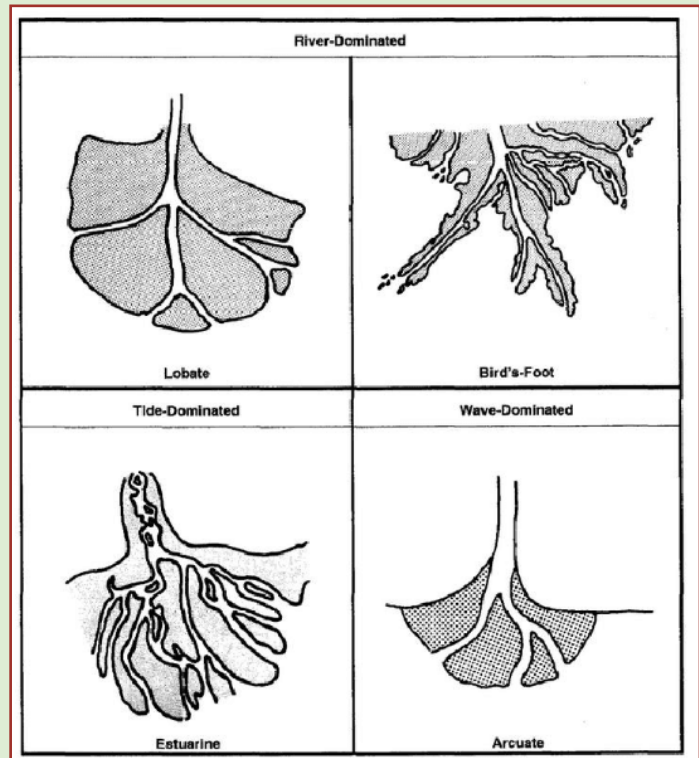 River-Dominated
Lobate
Bird's-Foot
Tide-Dominated
Wave-Dominated
Estuarine
Arcuate